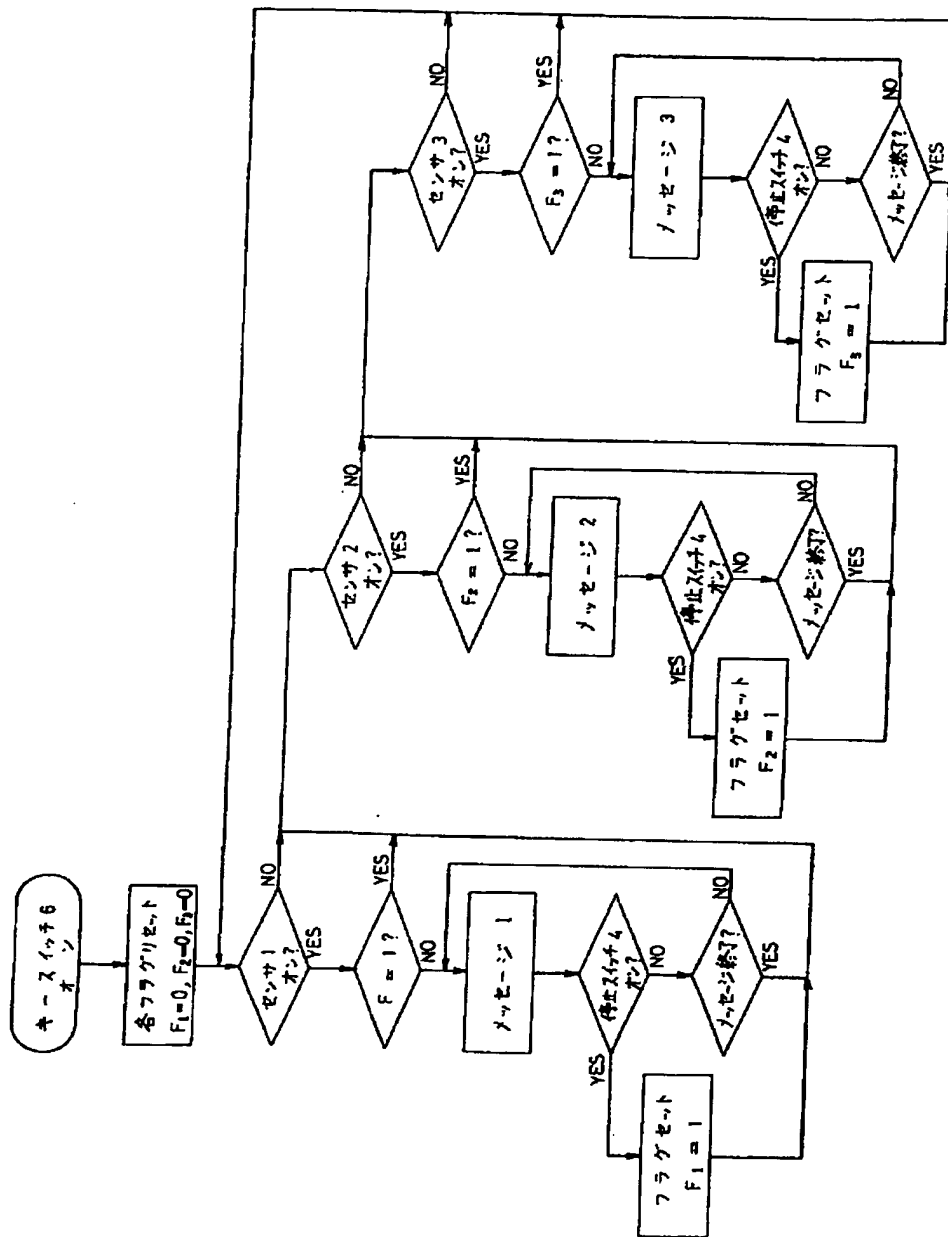 キースイッチ6
オン
各フラグリセット
F₁=0, F₂=0, F₃=0
センサ1
オン?
NO
YES
F = 1?
YES
NO
メッセージ 1
停止スイッチ4
オン?
YES
NO
フラグセット
F₁ = 1
メッセージ終了?
NO
YES
センサ2
オン?
NO
YES
F₂ = 1?
YES
NO
メッセージ 2
停止スイッチ4
オン?
YES
NO
フラグセット
F₂ = 1
メッセージ終了?
NO
YES
センサ3
オン?
NO
YES
F₃ = 1?
YES
NO
メッセージ 3
停止スイッチ4
オン?
YES
NO
フラグセット
F₃ = 1
メッセージ終了?
NO
YES